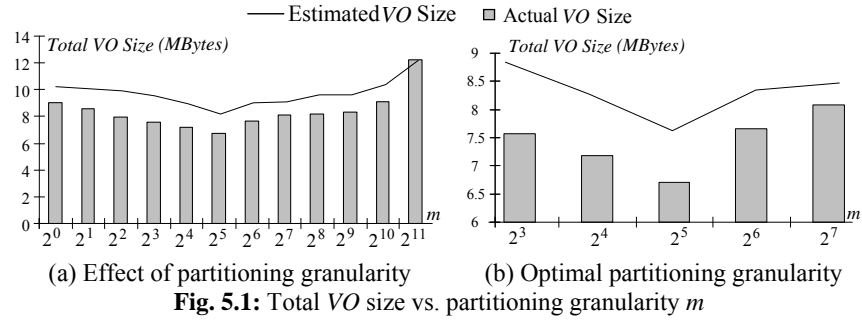 Estimated VO Size Actual VO Size
Total VO Size (MBytes)
14
12
10
8
6
4
2
0
2^0 2^1 2^2 2^3 2^4 2^5 2^6 2^7 2^8 2^9 2^10 2^11
m
(a) Effect of partitioning granularity
Total VO Size (MBytes)
9
8.5
8
7.5
7
6.5
6
2^3 2^4 2^5 2^6 2^7
m
(b) Optimal partitioning granularity
Fig. 5.1: Total VO size vs. partitioning granularity m